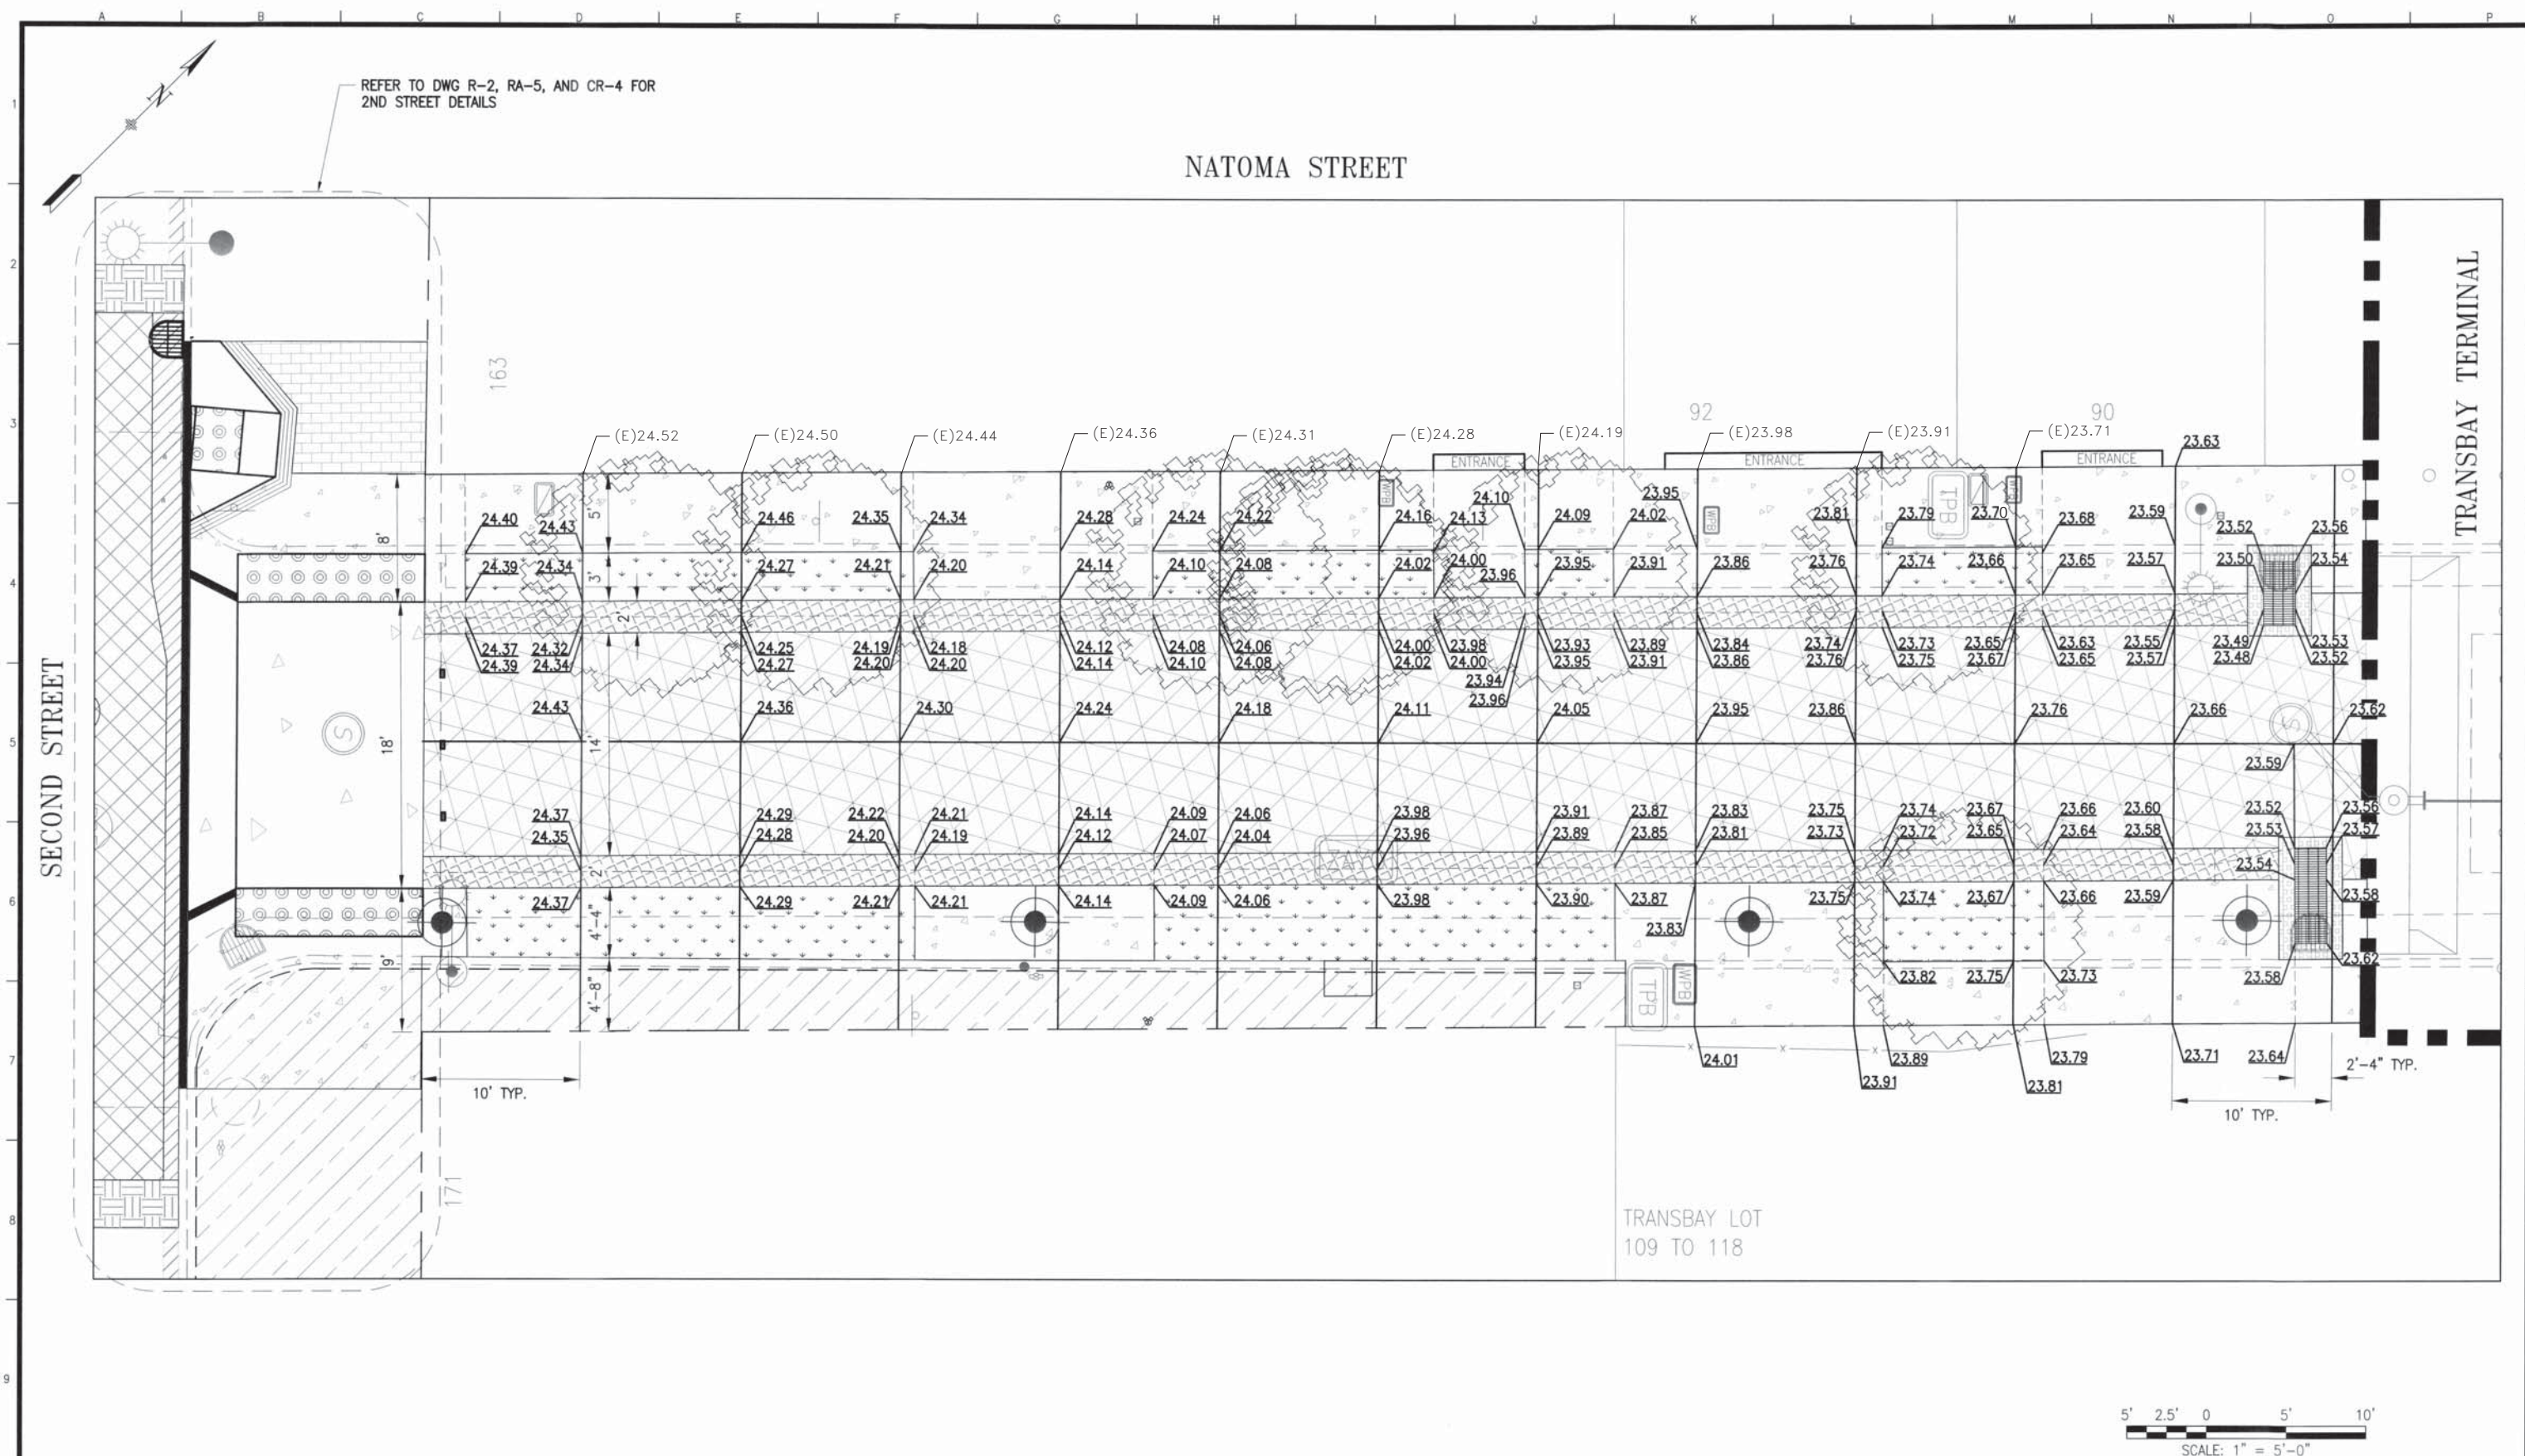 A B C D E F G H I J K L M N O P
1
2
3
4
5
6
7
8
9
N
REFER TO DWG R-2, RA-5, AND CR-4 FOR
2ND STREET DETAILS
NATOMA STREET
SECOND STREET
TRANSBAY TERMINAL
163
92
90
(E)24.52 (E)24.50 (E)24.44 (E)24.36 (E)24.31 (E)24.28 (E)24.19 (E)23.98 (E)23.91 (E)23.71 23.63
ENTRANCE ENTRANCE ENTRANCE
WPB WPB TPB
24.10 23.95
24.40 24.43 24.46 24.35 24.34 24.28 24.24 24.22 24.16 24.13 24.09 24.02 23.81 23.79 23.70 23.68 23.59
23.52 23.56
8' 5' 3' 2'
24.39 24.34 24.27 24.21 24.20 24.14 24.10 24.08 24.02 24.00 23.96 23.95 23.91 23.86 23.76 23.74 23.66 23.65 23.57 23.50 23.54
24.37 24.32 24.25 24.19 24.18 24.12 24.08 24.06 24.00 23.98 23.93 23.89 23.84 23.74 23.73 23.65 23.63 23.55 23.49 23.53
24.39 24.34 24.27 24.20 24.20 24.14 24.10 24.08 24.02 24.00 23.95 23.91 23.86 23.76 23.75 23.67 23.65 23.57 23.48 23.52
23.94
23.96
24.43 24.36 24.30 24.24 24.18 24.11 24.05 23.95 23.86 23.76 23.66 23.62
S S
18' 14'
23.59
24.37 24.29 24.22 24.21 24.14 24.09 24.06 23.98 23.91 23.87 23.83 23.75 23.74 23.67 23.66 23.60 23.52 23.56
24.35 24.28 24.20 24.19 24.12 24.07 24.04 23.96 23.89 23.85 23.81 23.73 23.72 23.65 23.64 23.58 23.53 23.57
2'
23.54
24.37 24.29 24.21 24.21 24.14 24.09 24.06 23.98 23.90 23.87 23.75 23.74 23.67 23.66 23.59 23.58
4'-4"
23.83
9'
23.62
4'-8"
TPB WPB
23.82 23.75 23.73 23.58
24.01 23.89 23.79 23.71 23.64
23.91 23.81
2'-4" TYP.
10' TYP.
10' TYP.
171
TRANSBAY LOT
109 TO 118
5' 2.5' 0 5' 10'
SCALE: 1" = 5'-0"